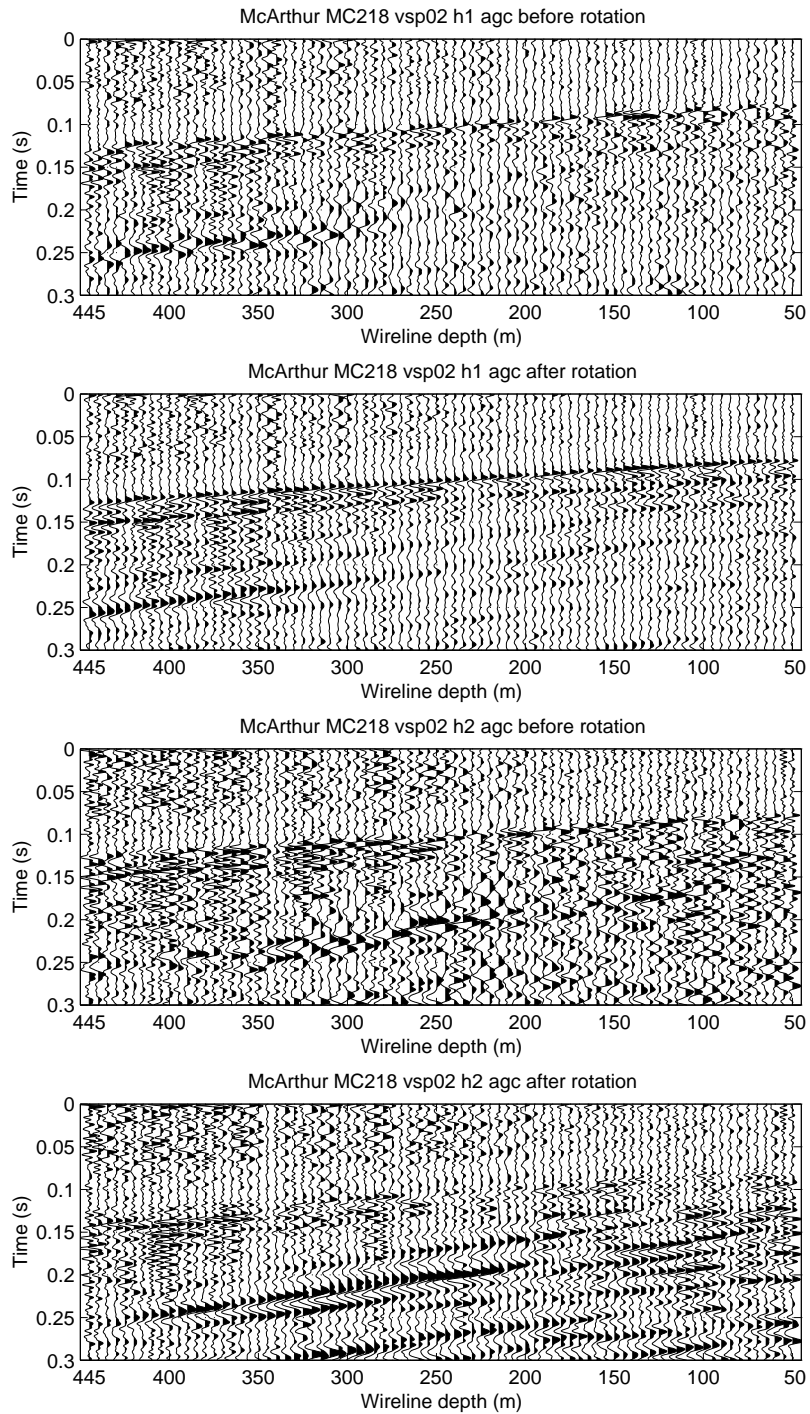 McArthur MC218 vsp02 h1 agc before rotation
0
0.05
0.1
0.15
0.2
0.25
0.3
Time (s)
445 400 350 300 250 200 150 100 50
Wireline depth (m)
McArthur MC218 vsp02 h1 agc after rotation
0
0.05
0.1
0.15
0.2
0.25
0.3
Time (s)
445 400 350 300 250 200 150 100 50
Wireline depth (m)
McArthur MC218 vsp02 h2 agc before rotation
0
0.05
0.1
0.15
0.2
0.25
0.3
Time (s)
445 400 350 300 250 200 150 100 50
Wireline depth (m)
McArthur MC218 vsp02 h2 agc after rotation
0
0.05
0.1
0.15
0.2
0.25
0.3
Time (s)
445 400 350 300 250 200 150 100 50
Wireline depth (m)